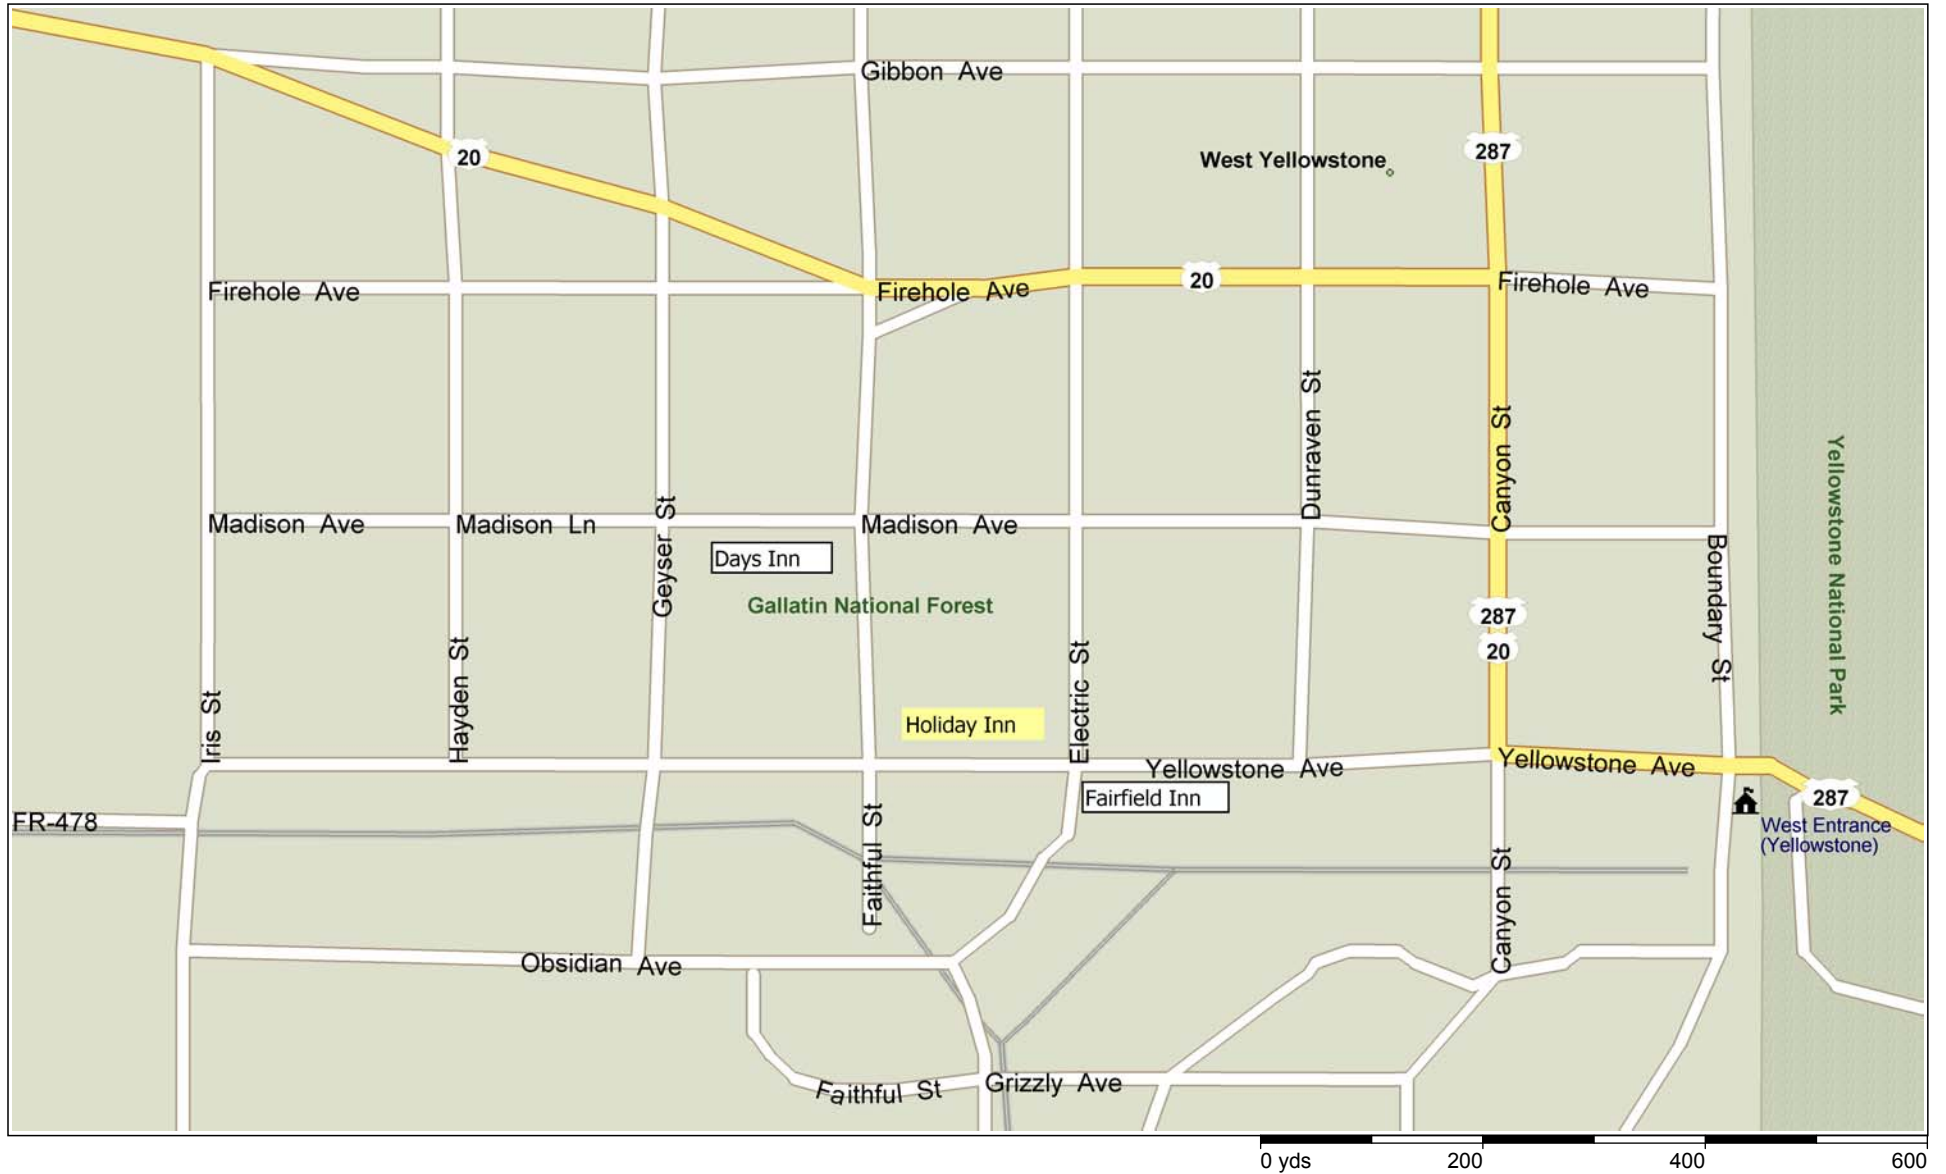 Gibbon Ave
20
287
West Yellowstone
Firehole Ave
Firehole Ave
20
Firehole Ave
Dunraven St
Canyon St
Yellowstone National Park
Madison Ave
Madison Ln
Geyser St
Madison Ave
Days Inn
Boundary St
Gallatin National Forest
287
20
Iris St
Hayden St
Holiday Inn
Electric St
Yellowstone Ave
Yellowstone Ave
Fairfield Inn
287
FR-478
West Entrance
(Yellowstone)
Faithful St
Canyon St
Obsidian Ave
Faithful St
Grizzly Ave
0 yds
200
400
600